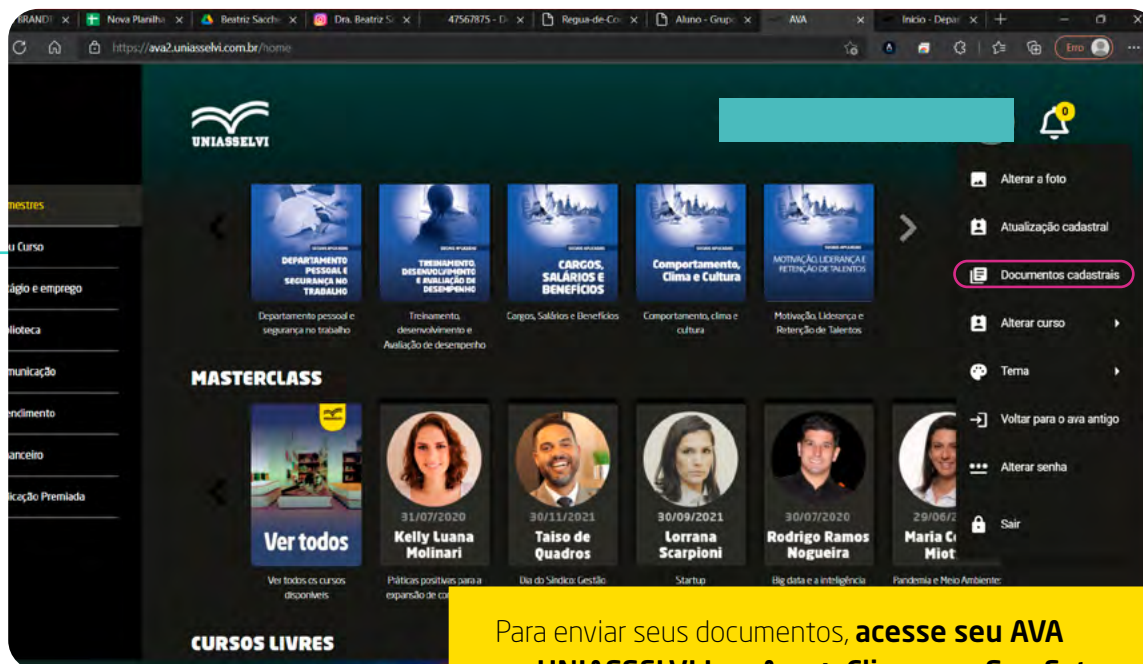 BRANDT
Nova Planilha
Beatriz Sacche
Dra. Beatriz S
47567875 - D
Regua-de-Co
Aluno - Grupo
AVA
Inicio - Depar
https://ava2.uniasselvi.com.br/home
Erro
UNIASSELVI
0
mestres
u Curso
ágio e emprego
blioteca
municação
endimento
anceiro
licação Premiada
DEPARTAMENTO
PESSOAL E
SEGURANÇA NO
TRABALHO
Departamento pessoal e
segurança no trabalho
TREINAMENTO,
DESENVOLVIMENTO
E AVALIAÇÃO DE
DESEMPENHO
Treinamento,
desenvolvimento e
Avaliação de desempenho
CARGOS,
SALÁRIOS E
BENEFÍCIOS
Cargos, Salários e Benefícios
Comportamento,
Clima e Cultura
Comportamento, clima e
cultura
MOTIVAÇÃO, LIDERANÇA E
RETENÇÃO DE TALENTOS
Motivação, Liderança e
Retenção de Talentos
Alterar a foto
Atualização cadastral
Documentos cadastrais
Alterar curso
Tema
Voltar para o ava antigo
Alterar senha
Sair
MASTERCLASS
Ver todos
Ver todos os cursos
disponíveis
31/07/2020
Kelly Luana
Molinari
Práticas positivas para a
expansão de co
30/11/2021
Taiso de
Quadros
Dia do Síndico: Gestão
30/09/2021
Lorrana
Scarpioni
Startup
30/07/2020
Rodrigo Ramos
Nogueira
Big data e a inteligência
29/06/2
Maria C
Miot
Pandemia e Meio Ambiente:
CURSOS LIVRES
Para enviar seus documentos, acesse seu AVA